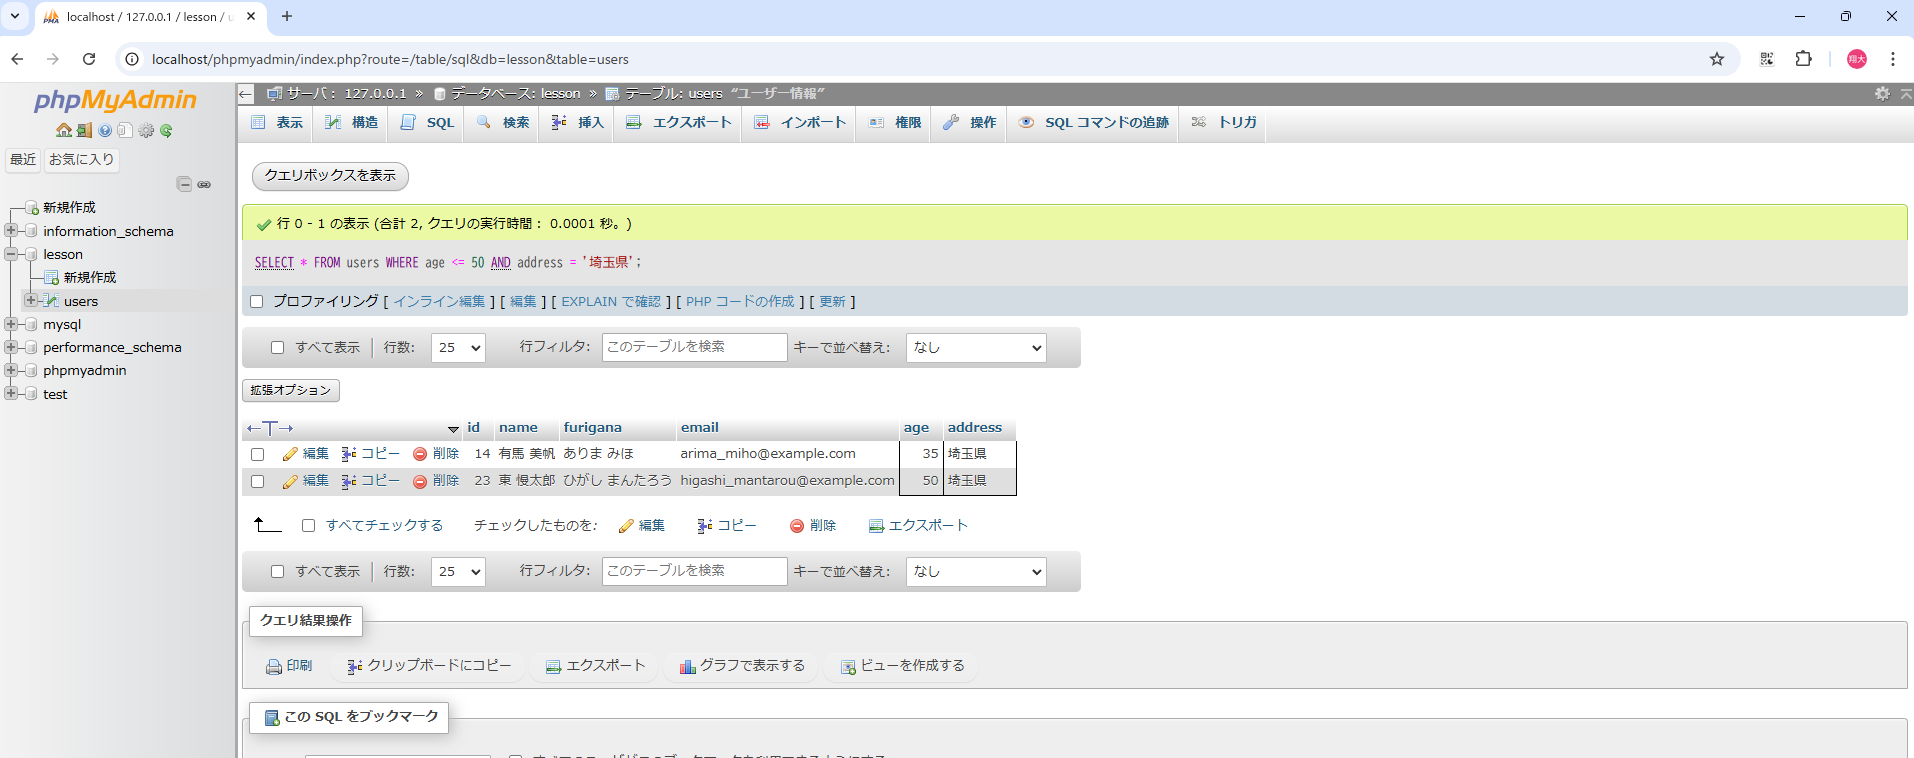 localhost / 127.0.0.1 / lesson / u
localhost/phpmyadmin/index.php?route=/table/sql&db=lesson&table=users
翔大
phpMyAdmin
最近 お気に入り
新規作成
information_schema
lesson
新規作成
users
mysql
performance_schema
phpmyadmin
test
サーバ: 127.0.0.1 » データベース: lesson » テーブル: users “ユーザー情報”
表示 構造 SQL 検索 挿入 エクスポート インポート 権限 操作 SQL コマンドの追跡 トリガ
クエリボックスを表示
行 0 - 1 の表示 (合計 2, クエリの実行時間: 0.0001 秒。)
SELECT * FROM users WHERE age <= 50 AND address = '埼玉県';
プロファイリング [ インライン編集 ] [ 編集 ] [ EXPLAIN で確認 ] [ PHP コードの作成 ] [ 更新 ]
すべて表示 行数: 25 行フィルタ: このテーブルを検索 キーで並べ替え: なし
拡張オプション
id name furigana email age address
編集 コピー 削除 14 有馬 美帆 ありま みほ arima_miho@example.com 35 埼玉県
編集 コピー 削除 23 東 慢太郎 ひがし まんたろう higashi_mantarou@example.com 50 埼玉県
すべてチェックする チェックしたものを: 編集 コピー 削除 エクスポート
すべて表示 行数: 25 行フィルタ: このテーブルを検索 キーで並べ替え: なし
クエリ結果操作
印刷 クリップボードにコピー エクスポート グラフで表示する ビューを作成する
この SQL をブックマーク